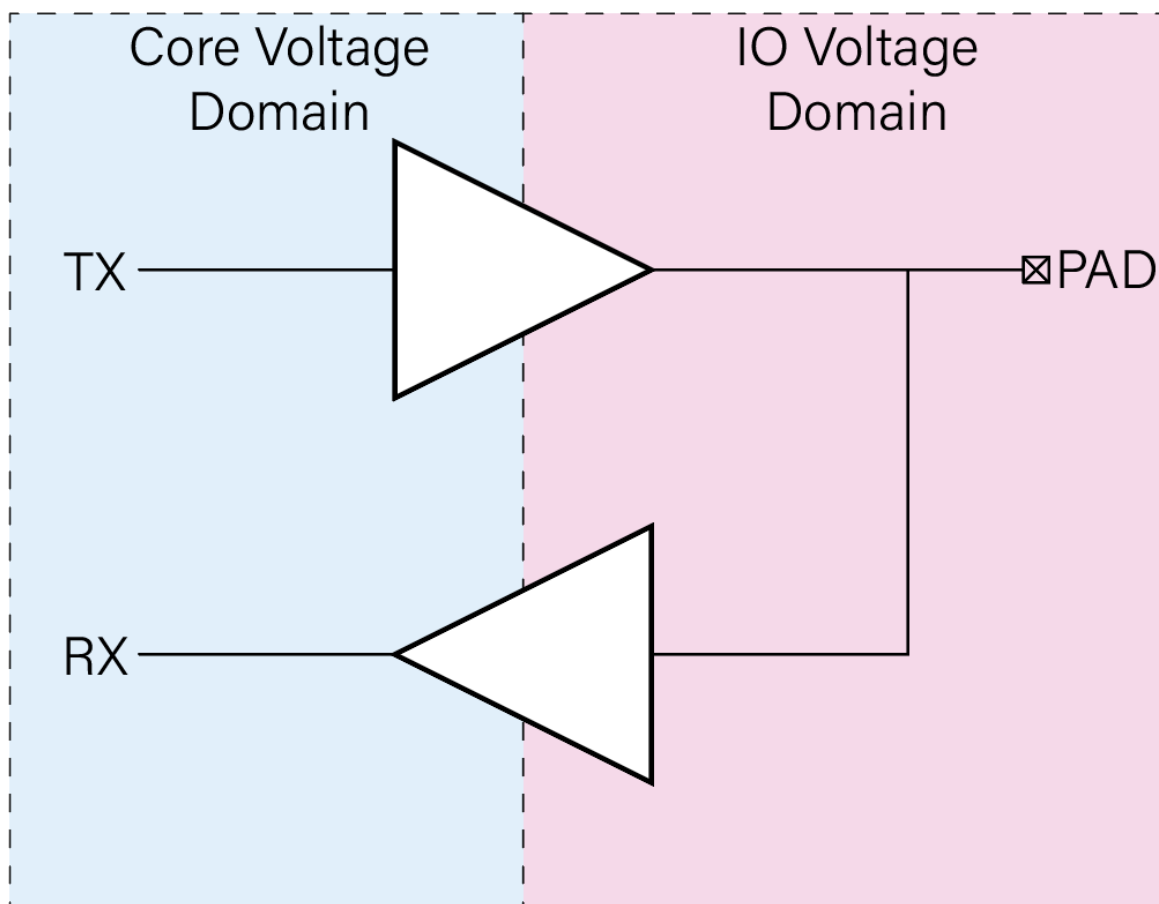 Core Voltage
Domain
IO Voltage
Domain
TX
PAD
RX